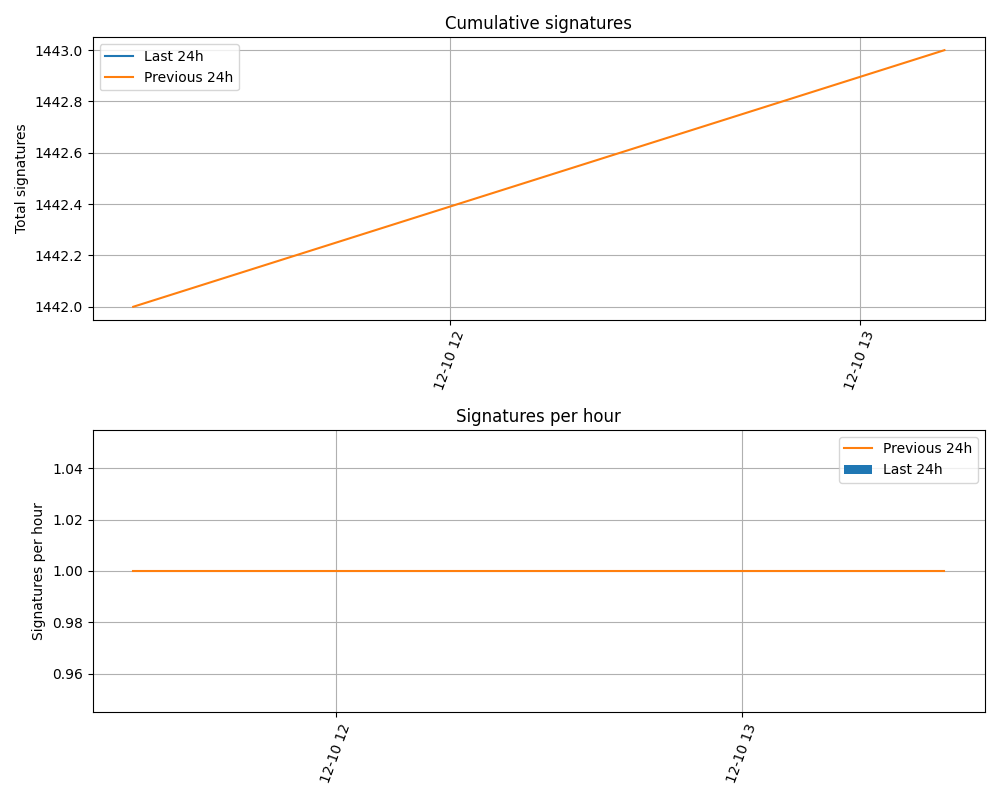 Cumulative signatures
1443.0
1442.8
1442.6
1442.4
1442.2
1442.0
Total signatures
Last 24h
Previous 24h
12-10 12
12-10 13
Signatures per hour
1.04
1.02
1.00
0.98
0.96
Signatures per hour
Previous 24h
Last 24h
12-10 12
12-10 13